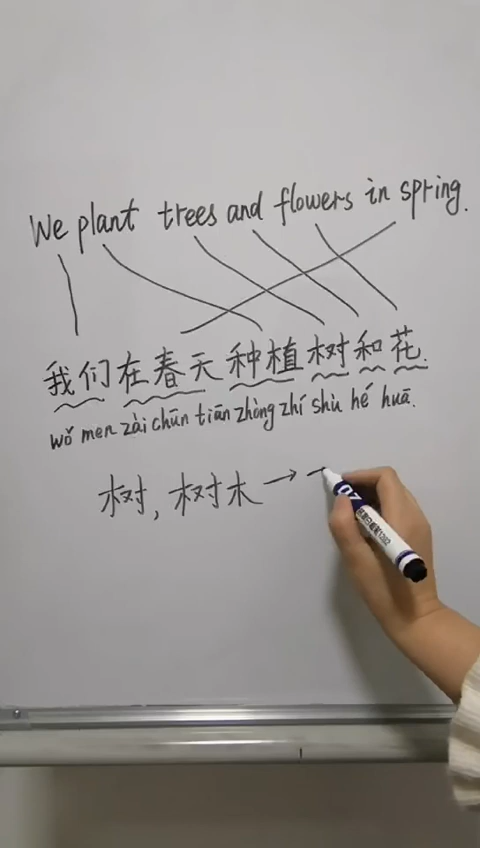 We plant trees and flowers in spring.
我们在春天种植树和花.
wǒ men zài chūn tiān zhòng zhí shù hé huā.
树, 树木 →